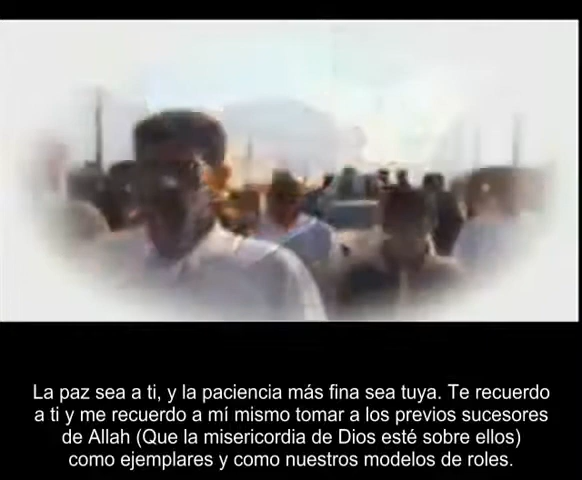 La paz sea a ti, y la paciencia más fina sea tuya. Te recuerdo
a ti y me recuerdo a mí mismo tomar a los previos sucesores
de Allah (Que la misericordia de Dios esté sobre ellos)
como ejemplares y como nuestros modelos de roles.